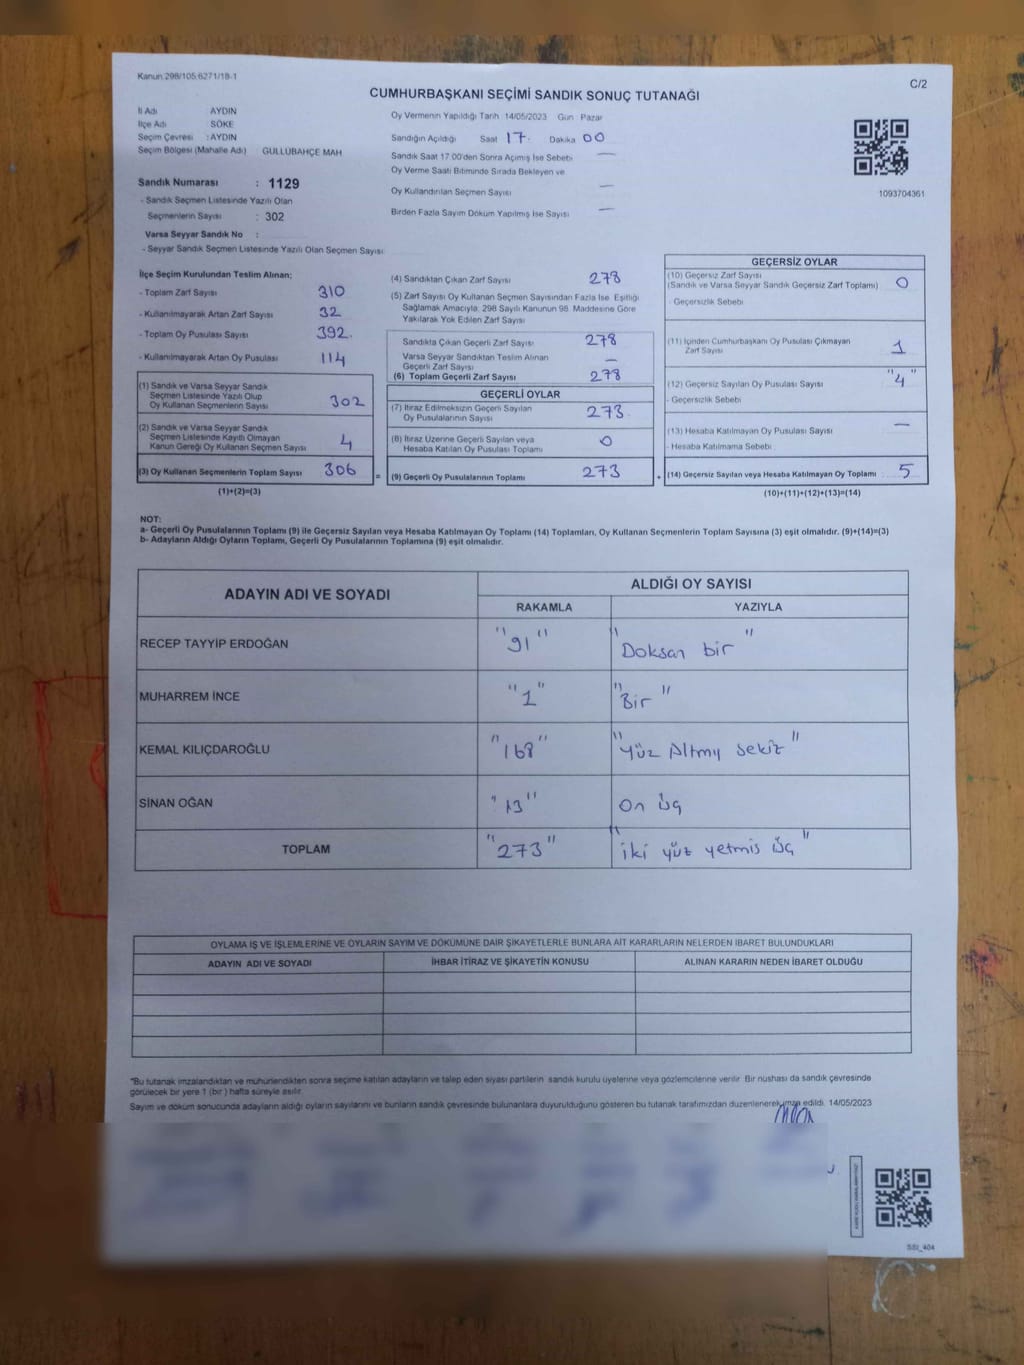 Kanun:298/105;6271/18-1
C/2
CUMHURBAŞKANI SEÇİMİ SANDIK SONUÇ TUTANAĞI
İl Adı : AYDIN
İlçe Adı : SÖKE
Seçim Çevresi : AYDIN
Seçim Bölgesi (Mahalle Adı) : GÜLLÜBAHÇE MAH
Sandık Numarası : 1129
- Sandık Seçmen Listesinde Yazılı Olan
Seçmenlerin Sayısı : 302
Varsa Seyyar Sandık No :
- Seyyar Sandık Seçmen Listesinde Yazılı Olan Seçmen Sayısı:
Oy Vermenin Yapıldığı Tarih 14/05/2023 Gün Pazar
Sandığın Açıldığı Saat 17 Dakika 00
Sandık Saat 17.00'den Sonra Açılmış İse Sebebi —
Oy Verme Saati Bitiminde Sırada Bekleyen ve
Oy Kullandırılan Seçmen Sayısı —
Birden Fazla Sayım Döküm Yapılmış İse Sayısı —
1093704361
İlçe Seçim Kurulundan Teslim Alınan:
- Toplam Zarf Sayısı 310
- Kullanılmayarak Artan Zarf Sayısı 32
- Toplam Oy Pusulası Sayısı 392
- Kullanılmayarak Artan Oy Pusulası 114
(1) Sandık ve Varsa Seyyar Sandık
Seçmen Listesinde Yazılı Olup
Oy Kullanan Seçmenlerin Sayısı 302
(2) Sandık ve Varsa Seyyar Sandık
Seçmen Listesinde Kayıtlı Olmayan
Kanun Gereği Oy Kullanan Seçmen Sayısı 4
(3) Oy Kullanan Seçmenlerin Toplam Sayısı 306 =
(1)+(2)=(3)
(4) Sandıktan Çıkan Zarf Sayısı 278
(5) Zarf Sayısı Oy Kullanan Seçmen Sayısından Fazla İse, Eşitliği
Sağlamak Amacıyla, 298 Sayılı Kanunun 98. Maddesine Göre
Yakılarak Yok Edilen Zarf Sayısı
Sandıkta Çıkan Geçerli Zarf Sayısı 278
Varsa Seyyar Sandıktan Teslim Alınan
Geçerli Zarf Sayısı —
(6) Toplam Geçerli Zarf Sayısı 278
GEÇERLİ OYLAR
(7) İtiraz Edilmeksizin Geçerli Sayılan
Oy Pusulalarının Sayısı 273
(8) İtiraz Üzerine Geçerli Sayılan veya
Hesaba Katılan Oy Pusulası Toplamı 0
(9) Geçerli Oy Pusulalarının Toplamı 273 +
GEÇERSİZ OYLAR
(10) Geçersiz Zarf Sayısı
(Sandık ve Varsa Seyyar Sandık Geçersiz Zarf Toplamı) 0
- Geçersizlik Sebebi
(11) İçinden Cumhurbaşkanı Oy Pusulası Çıkmayan
Zarf Sayısı 1
(12) Geçersiz Sayılan Oy Pusulası Sayısı "4"
- Geçersizlik Sebebi
(13) Hesaba Katılmayan Oy Pusulası Sayısı —
- Hesaba Katılmama Sebebi
(14) Geçersiz Sayılan veya Hesaba Katılmayan Oy Toplamı 5
(10)+(11)+(12)+(13)=(14)
NOT:
a- Geçerli Oy Pusulalarının Toplamı (9) ile Geçersiz Sayılan veya Hesaba Katılmayan Oy Toplamı (14) Toplamları, Oy Kullanan Seçmenlerin Toplam Sayısına (3) eşit olmalıdır. (9)+(14)=(3)
b- Adayların Aldığı Oyların Toplamı, Geçerli Oy Pusulalarının Toplamına (9) eşit olmalıdır.
ADAYIN ADI VE SOYADI
ALDIĞI OY SAYISI
RAKAMLA YAZIYLA
RECEP TAYYİP ERDOĞAN "91" "Doksan bir"
MUHARREM İNCE "1" "Bir"
KEMAL KILIÇDAROĞLU "168" "Yüz Altmış sekiz"
SİNAN OĞAN "13" On üç
TOPLAM "273" "iki yüz yetmis üç"
OYLAMA İŞ VE İŞLEMLERİNE VE OYLARIN SAYIM VE DÖKÜMÜNE DAİR ŞİKAYETLERLE BUNLARA AİT KARARLARIN NELERDEN İBARET BULUNDUKLARI
ADAYIN ADI VE SOYADI İHBAR İTİRAZ VE ŞİKAYETİN KONUSU ALINAN KARARIN NEDEN İBARET OLDUĞU
"Bu tutanak imzalandıktan ve mühürlendikten sonra seçime katılan adayların ve talep eden siyasi partilerin sandık kurulu üyelerine veya gözlemcilerine verilir. Bir nüshası da sandık çevresinde
görülecek bir yere 1 (bir) hafta süreyle asılır.
Sayım ve döküm sonucunda adayların aldığı oyların sayılarını ve bunların sandık çevresinde bulunanlara duyurulduğunu gösteren bu tutanak tarafımızdan düzenlenerek imza edildi. 14/05/2023
SSI_404